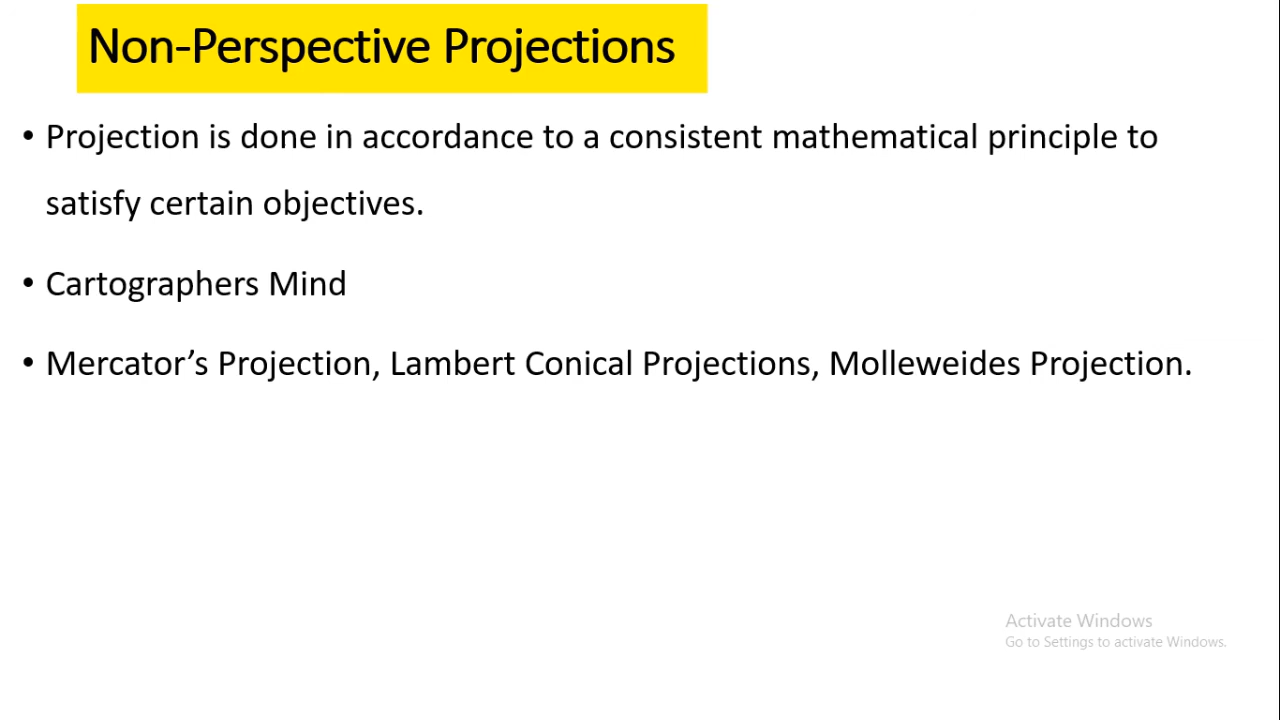 Non-Perspective Projections
• Projection is done in accordance to a consistent mathematical principle to
satisfy certain objectives.
• Cartographers Mind
• Mercator’s Projection, Lambert Conical Projections, Molleweides Projection.
Activate Windows
Go to Settings to activate Windows.